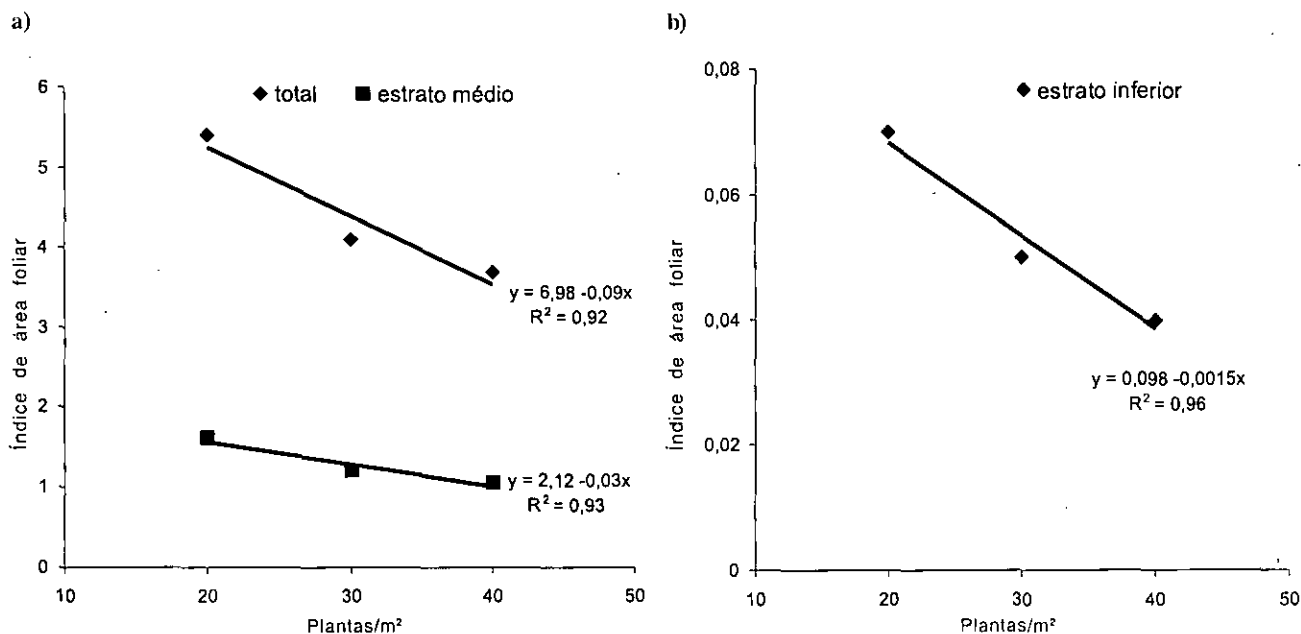 a)
total estrato médio
6
5
4
3
2
1
0
Índice de área foliar
y = 6,98 -0,09x
R² = 0,92
y = 2,12 -0,03x
R² = 0,93
10 20 30 40 50
Plantas/m²
b)
estrato inferior
0,08
0,06
0,04
0,02
0
Índice de área foliar
y = 0,098 -0,0015x
R² = 0,96
10 20 30 40 50
Plantas/m²